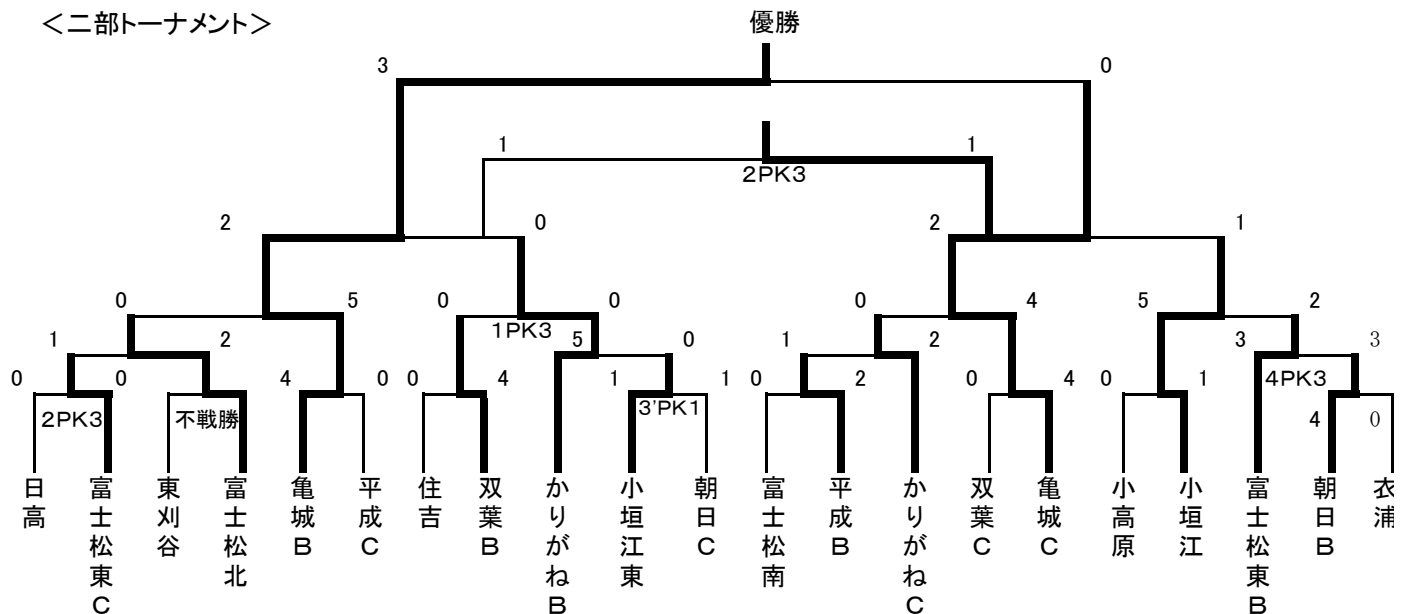 <二部トーナメント>
優勝
3 0
1 1
2PK3
2 0 2 1
0 5 0 0 0 4 5 2
1PK3
1 2 5 0 1 2 3 3
0 0 4 0 0 4 1 1 0 2 0 4 0 1 4PK3
2PK3 不戦勝 3'PK1 4 0
日高
富士松東C
東刈谷
富士松北
亀城B
平成C
住吉
双葉B
かりがねB
小垣江東
朝日C
富士松南
平成B
かりがねC
双葉C
亀城C
小高原
小垣江
富士松東B
朝日B
衣浦